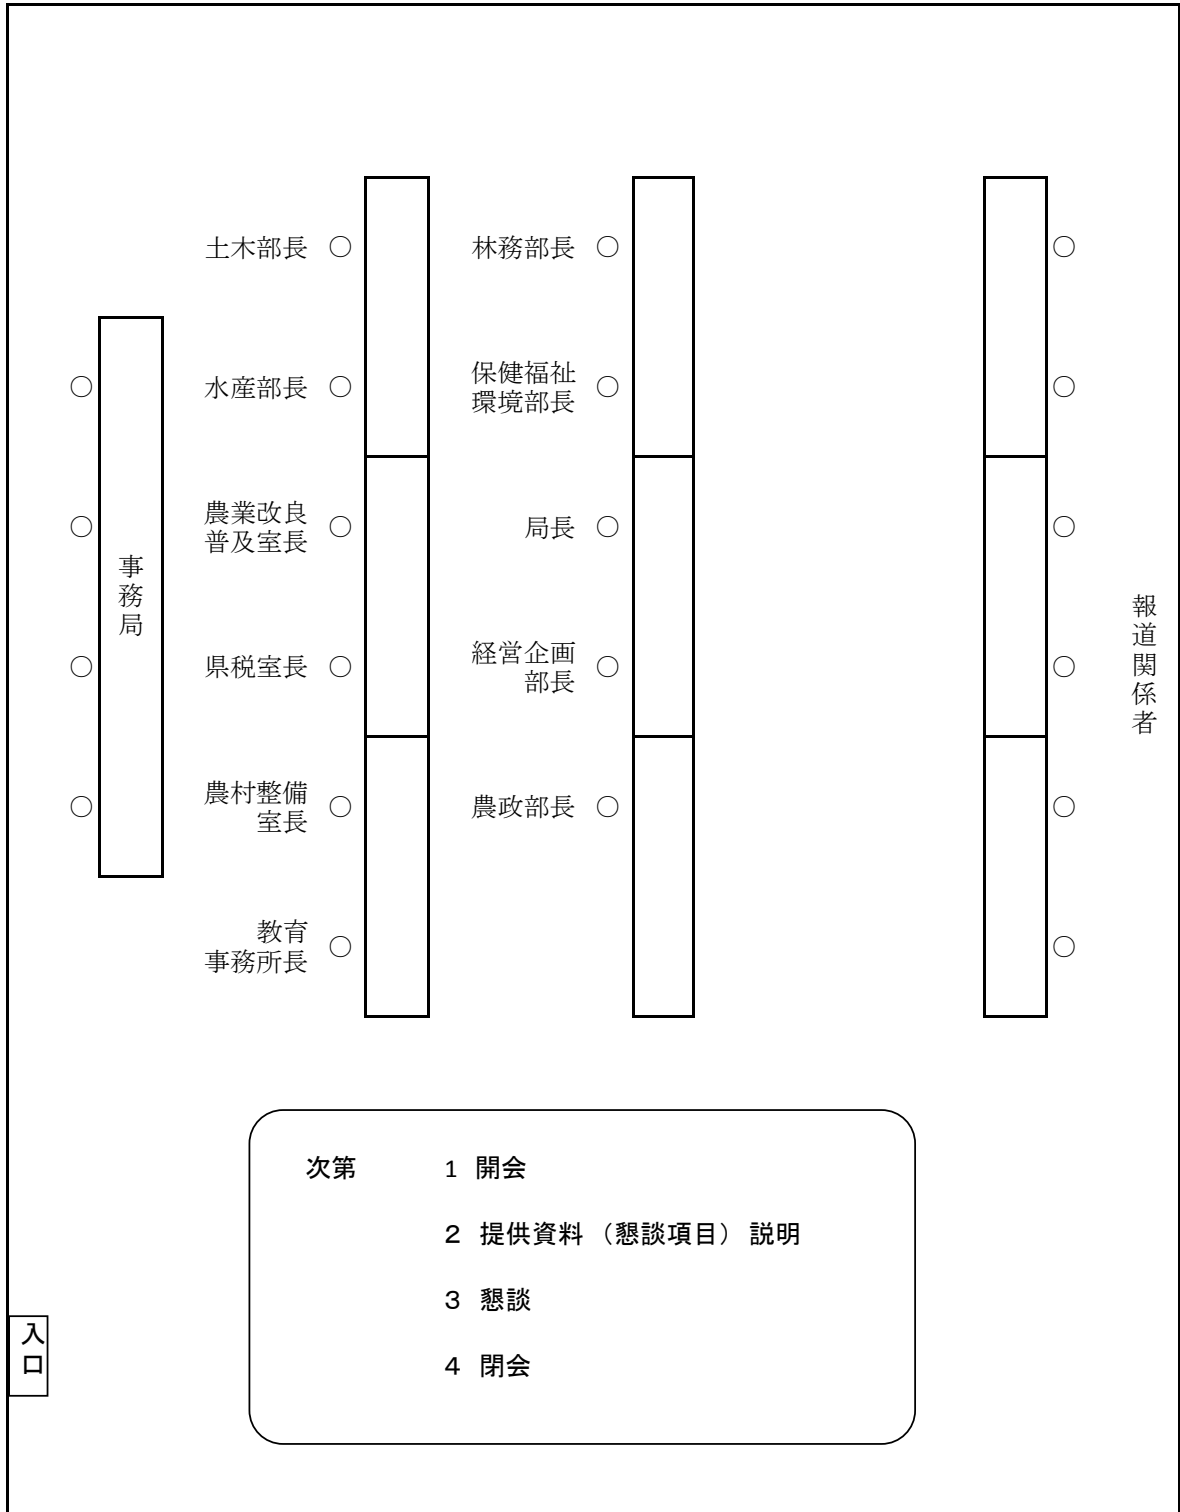 土木部長 ○
林務部長 ○
○
○
水産部長 ○
保健福祉
環境部長 ○
○
○
農業改良
普及室長 ○
局長 ○
○
事務局
○
県税室長 ○
経営企画
部長 ○
○
報道関係者
○
農村整備
室長 ○
農政部長 ○
○
教育
事務所長 ○
○
次第 1 開会
2 提供資料（懇談項目）説明
3 懇談
4 閉会
入口